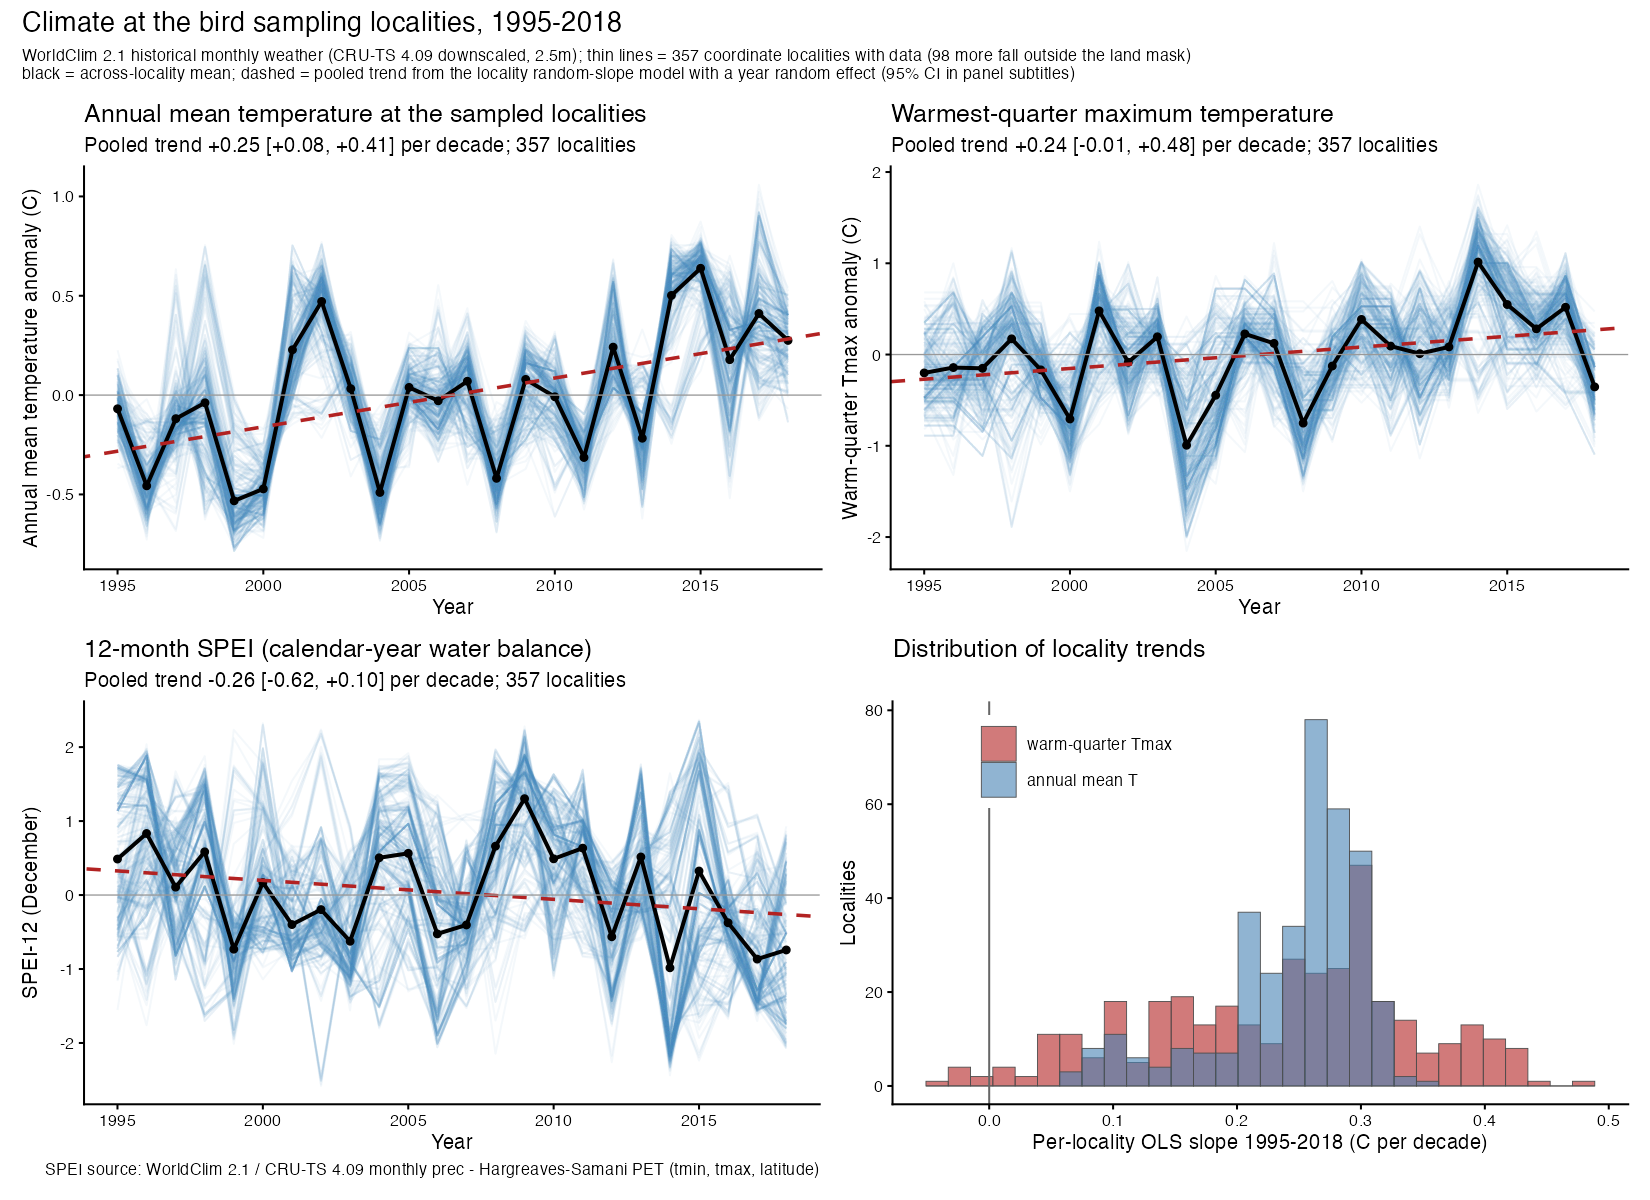 Climate at the bird sampling localities, 1995-2018
WorldClim 2.1 historical monthly weather (CRU-TS 4.09 downscaled, 2.5m); thin lines = 357 coordinate localities with data (98 more fall outside the land mask)
black = across-locality mean; dashed = pooled trend from the locality random-slope model with a year random effect (95% CI in panel subtitles)
Annual mean temperature at the sampled localities
Pooled trend +0.25 [+0.08, +0.41] per decade; 357 localities
Annual mean temperature anomaly (C)
1.0
0.5
0.0
-0.5
1995
2000
2005
2010
2015
Year
Warmest-quarter maximum temperature
Pooled trend +0.24 [-0.01, +0.48] per decade; 357 localities
Warm-quarter Tmax anomaly (C)
2
1
0
-1
-2
1995
2000
2005
2010
2015
Year
12-month SPEI (calendar-year water balance)
Pooled trend -0.26 [-0.62, +0.10] per decade; 357 localities
SPEI-12 (December)
2
1
0
-1
-2
1995
2000
2005
2010
2015
Year
SPEI source: WorldClim 2.1 / CRU-TS 4.09 monthly prec - Hargreaves-Samani PET (tmin, tmax, latitude)
Distribution of locality trends
warm-quarter Tmax
annual mean T
Localities
80
60
40
20
0
0.0
0.1
0.2
0.3
0.4
0.5
Per-locality OLS slope 1995-2018 (C per decade)